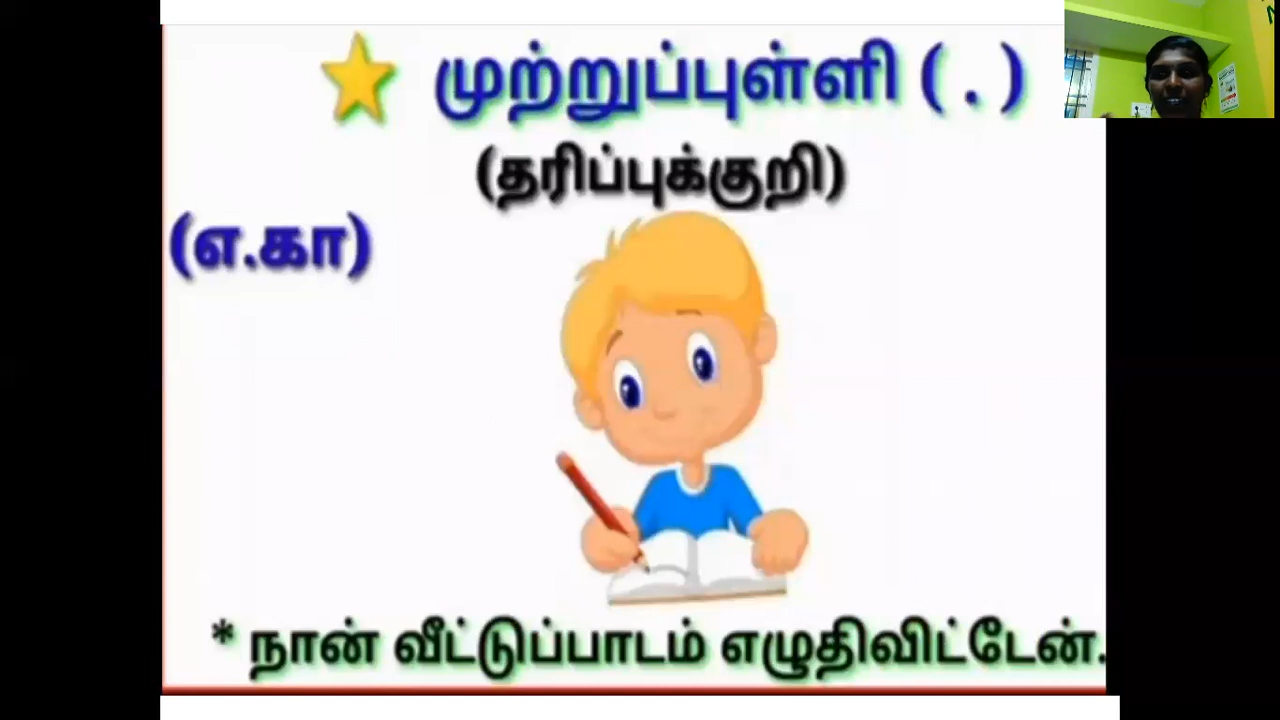 முற்றுப்புள்ளி ( . )
(தரிப்புக்குறி)
(எ.கா)
* நான் வீட்டுப்பாடம் எழுதிவிட்டேன்.